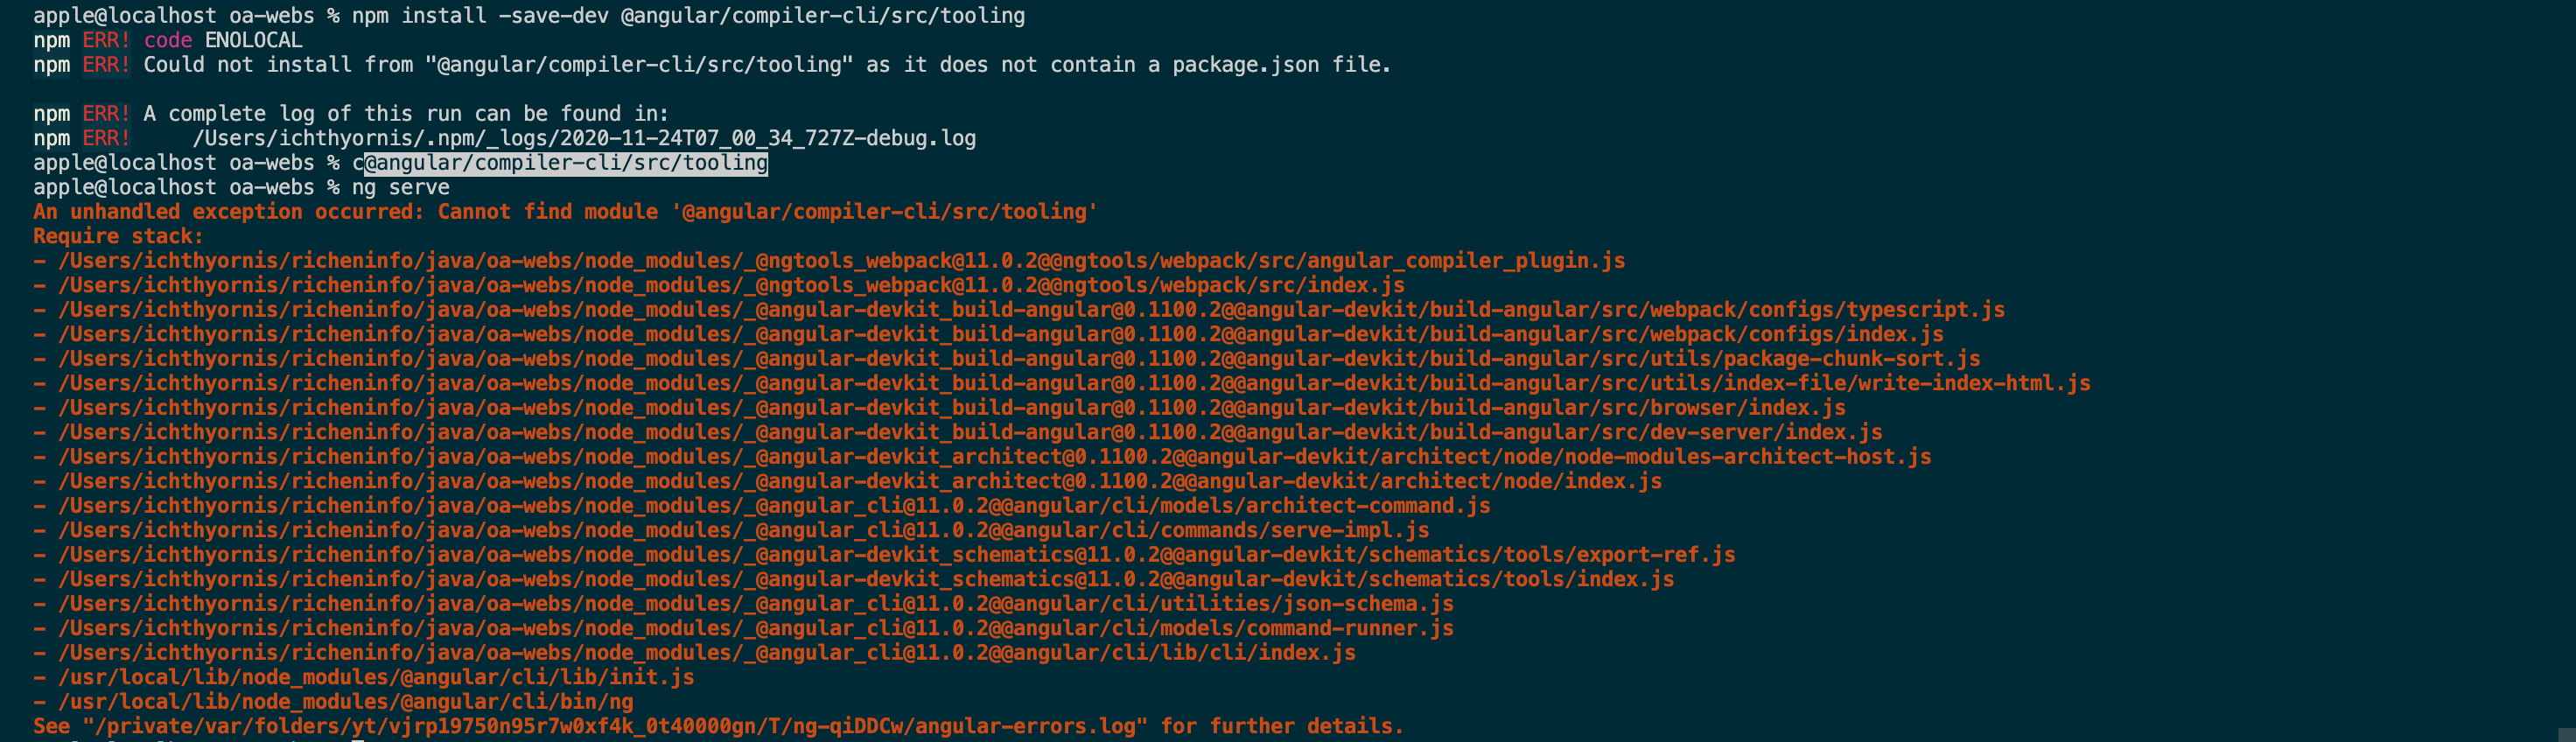 apple@localhost oa-webs % npm install -save-dev @angular/compiler-cli/src/tooling
npm ERR! code ENOLOCAL
npm ERR! Could not install from "@angular/compiler-cli/src/tooling" as it does not contain a package.json file.
npm ERR! A complete log of this run can be found in:
npm ERR!     /Users/ichthyornis/.npm/_logs/2020-11-24T07_00_34_727Z-debug.log
apple@localhost oa-webs % c@angular/compiler-cli/src/tooling
apple@localhost oa-webs % ng serve
An unhandled exception occurred: Cannot find module '@angular/compiler-cli/src/tooling'
Require stack:
- /Users/ichthyornis/richeninfo/java/oa-webs/node_modules/_@ngtools_webpack@11.0.2@@ngtools/webpack/src/angular_compiler_plugin.js
- /Users/ichthyornis/richeninfo/java/oa-webs/node_modules/_@ngtools_webpack@11.0.2@@ngtools/webpack/src/index.js
- /Users/ichthyornis/richeninfo/java/oa-webs/node_modules/_@angular-devkit_build-angular@0.1100.2@@angular-devkit/build-angular/src/webpack/configs/typescript.js
- /Users/ichthyornis/richeninfo/java/oa-webs/node_modules/_@angular-devkit_build-angular@0.1100.2@@angular-devkit/build-angular/src/webpack/configs/index.js
- /Users/ichthyornis/richeninfo/java/oa-webs/node_modules/_@angular-devkit_build-angular@0.1100.2@@angular-devkit/build-angular/src/utils/package-chunk-sort.js
- /Users/ichthyornis/richeninfo/java/oa-webs/node_modules/_@angular-devkit_build-angular@0.1100.2@@angular-devkit/build-angular/src/utils/index-file/write-index-html.js
- /Users/ichthyornis/richeninfo/java/oa-webs/node_modules/_@angular-devkit_build-angular@0.1100.2@@angular-devkit/build-angular/src/browser/index.js
- /Users/ichthyornis/richeninfo/java/oa-webs/node_modules/_@angular-devkit_build-angular@0.1100.2@@angular-devkit/build-angular/src/dev-server/index.js
- /Users/ichthyornis/richeninfo/java/oa-webs/node_modules/_@angular-devkit_architect@0.1100.2@@angular-devkit/architect/node/node-modules-architect-host.js
- /Users/ichthyornis/richeninfo/java/oa-webs/node_modules/_@angular-devkit_architect@0.1100.2@@angular-devkit/architect/node/index.js
- /Users/ichthyornis/richeninfo/java/oa-webs/node_modules/_@angular_cli@11.0.2@@angular/cli/models/architect-command.js
- /Users/ichthyornis/richeninfo/java/oa-webs/node_modules/_@angular_cli@11.0.2@@angular/cli/commands/serve-impl.js
- /Users/ichthyornis/richeninfo/java/oa-webs/node_modules/_@angular-devkit_schematics@11.0.2@@angular-devkit/schematics/tools/export-ref.js
- /Users/ichthyornis/richeninfo/java/oa-webs/node_modules/_@angular-devkit_schematics@11.0.2@@angular-devkit/schematics/tools/index.js
- /Users/ichthyornis/richeninfo/java/oa-webs/node_modules/_@angular_cli@11.0.2@@angular/cli/utilities/json-schema.js
- /Users/ichthyornis/richeninfo/java/oa-webs/node_modules/_@angular_cli@11.0.2@@angular/cli/models/command-runner.js
- /Users/ichthyornis/richeninfo/java/oa-webs/node_modules/_@angular_cli@11.0.2@@angular/cli/lib/cli/index.js
- /usr/local/lib/node_modules/@angular/cli/lib/init.js
- /usr/local/lib/node_modules/@angular/cli/bin/ng
See "/private/var/folders/yt/vjrp19750n95r7w0xf4k_0t40000gn/T/ng-qiDDCw/angular-errors.log" for further details.